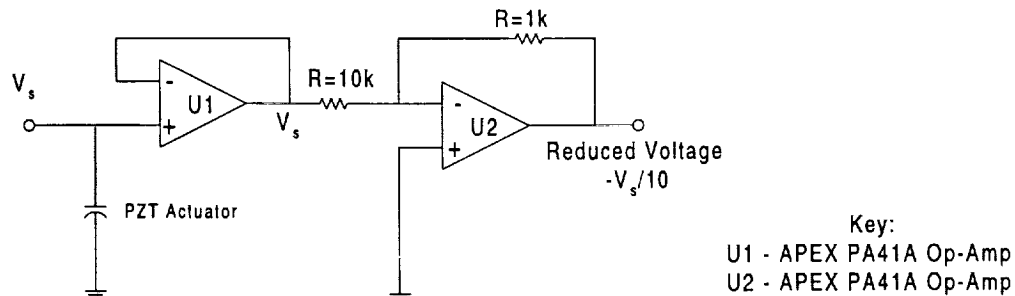 R=1k
V_s
R=10k
-
U1
+
V_s
-
U2
+
Reduced Voltage
-V_s/10
PZT Actuator
Key:
U1 - APEX PA41A Op-Amp
U2 - APEX PA41A Op-Amp